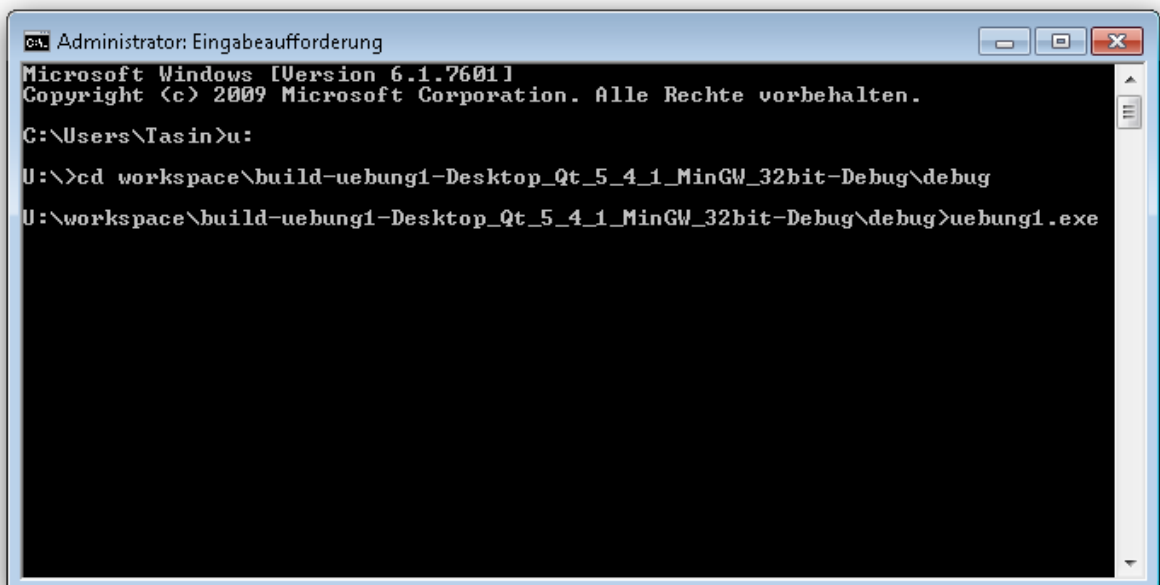 Administrator: Eingabeaufforderung
Microsoft Windows [Version 6.1.7601]
Copyright (c) 2009 Microsoft Corporation. Alle Rechte vorbehalten.
C:\Users\Tasin>u:
U:\>cd workspace\build-uebung1-Desktop_Qt_5_4_1_MinGW_32bit-Debug\debug
U:\workspace\build-uebung1-Desktop_Qt_5_4_1_MinGW_32bit-Debug\debug>uebung1.exe